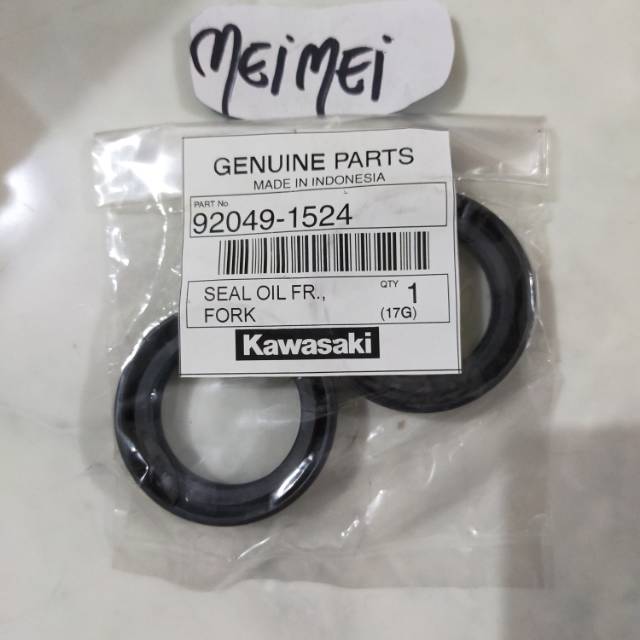 MEIMEI
GENUINE PARTS
MADE IN INDONESIA
PART No
92049-1524
SEAL OIL FR., QTY 1
FORK (17G)
Kawasaki